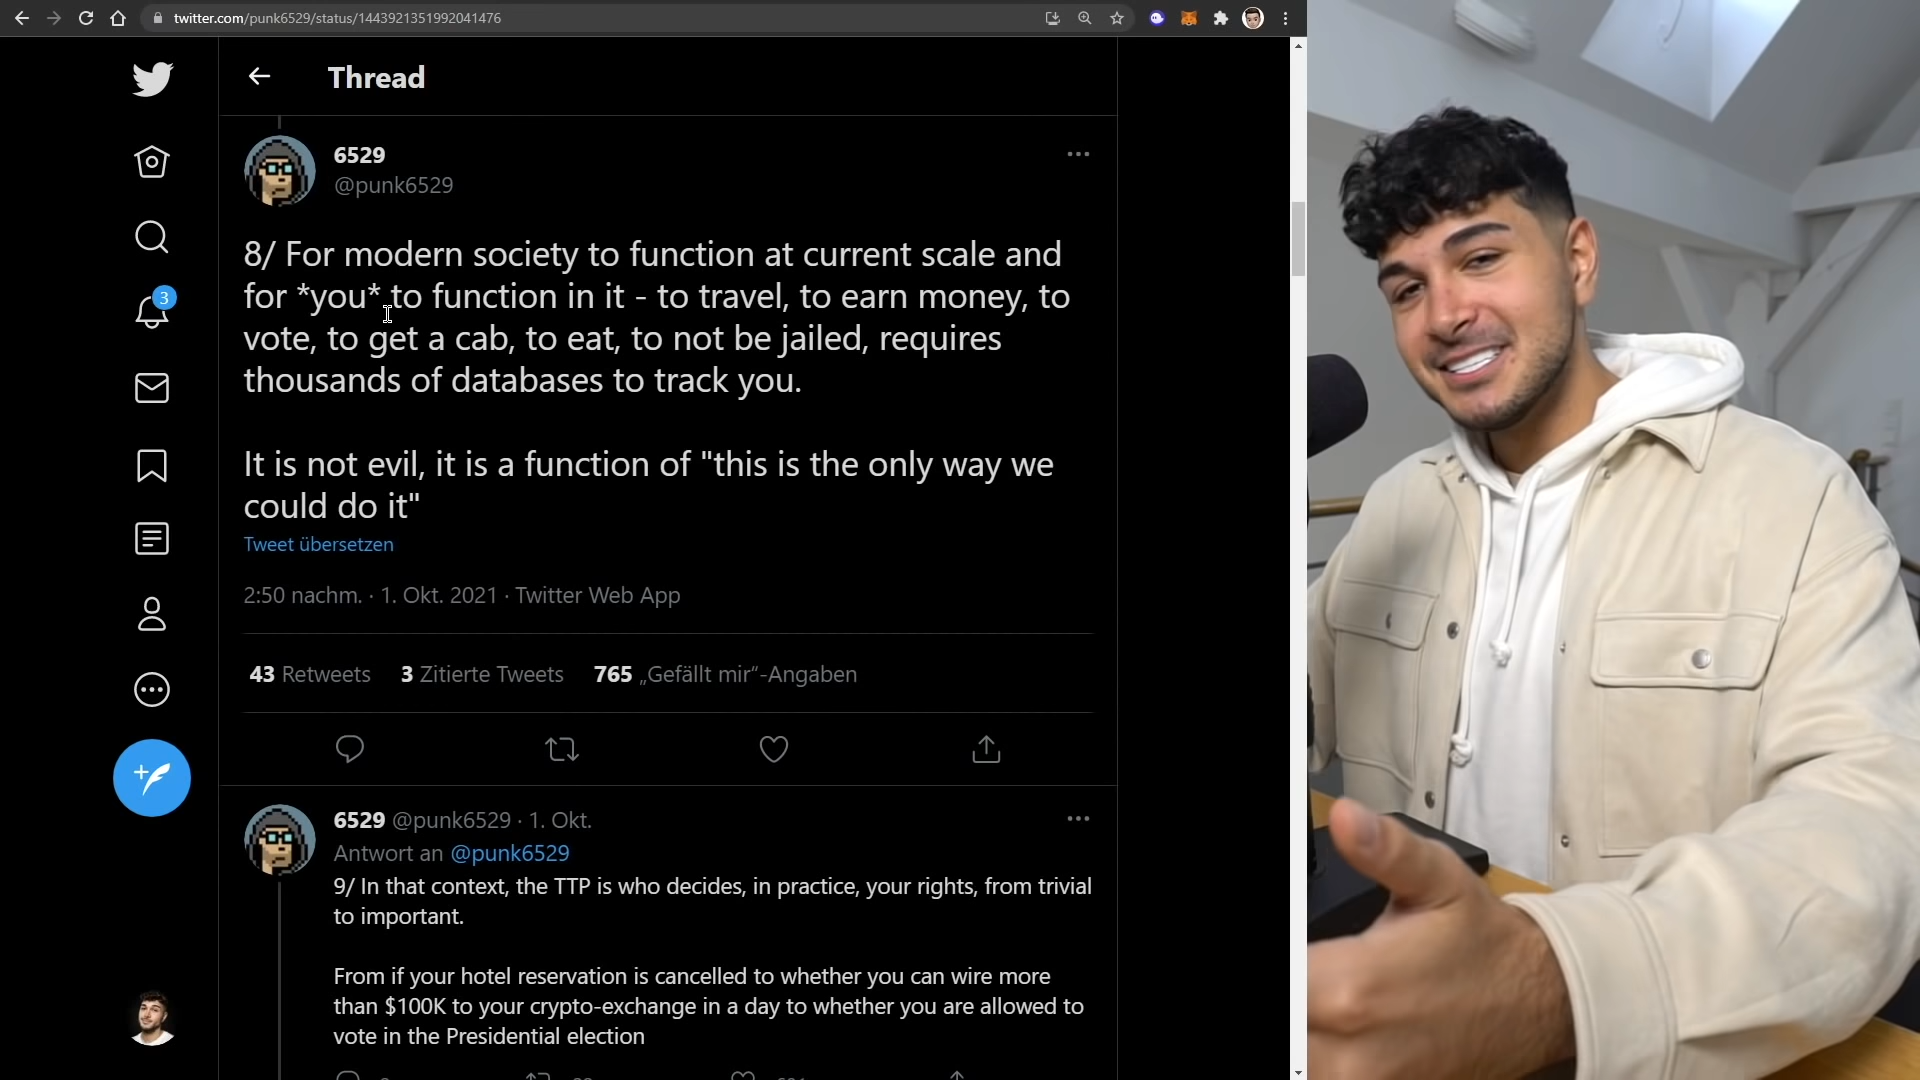 twitter.com/punk6529/status/1443921351992041476
Thread
6529
@punk6529
8/ For modern society to function at current scale and
for *you* to function in it - to travel, to earn money, to
vote, to get a cab, to eat, to not be jailed, requires
thousands of databases to track you.
It is not evil, it is a function of "this is the only way we
could do it"
Tweet übersetzen
2:50 nachm. · 1. Okt. 2021 · Twitter Web App
43 Retweets 3 Zitierte Tweets 765 „Gefällt mir“-Angaben
3
6529 @punk6529 · 1. Okt.
Antwort an @punk6529
9/ In that context, the TTP is who decides, in practice, your rights, from trivial
to important.
From if your hotel reservation is cancelled to whether you can wire more
than $100K to your crypto-exchange in a day to whether you are allowed to
vote in the Presidential election